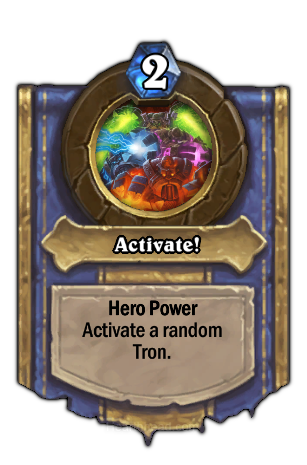 2
Activate!
Hero Power
Activate a random
Tron.